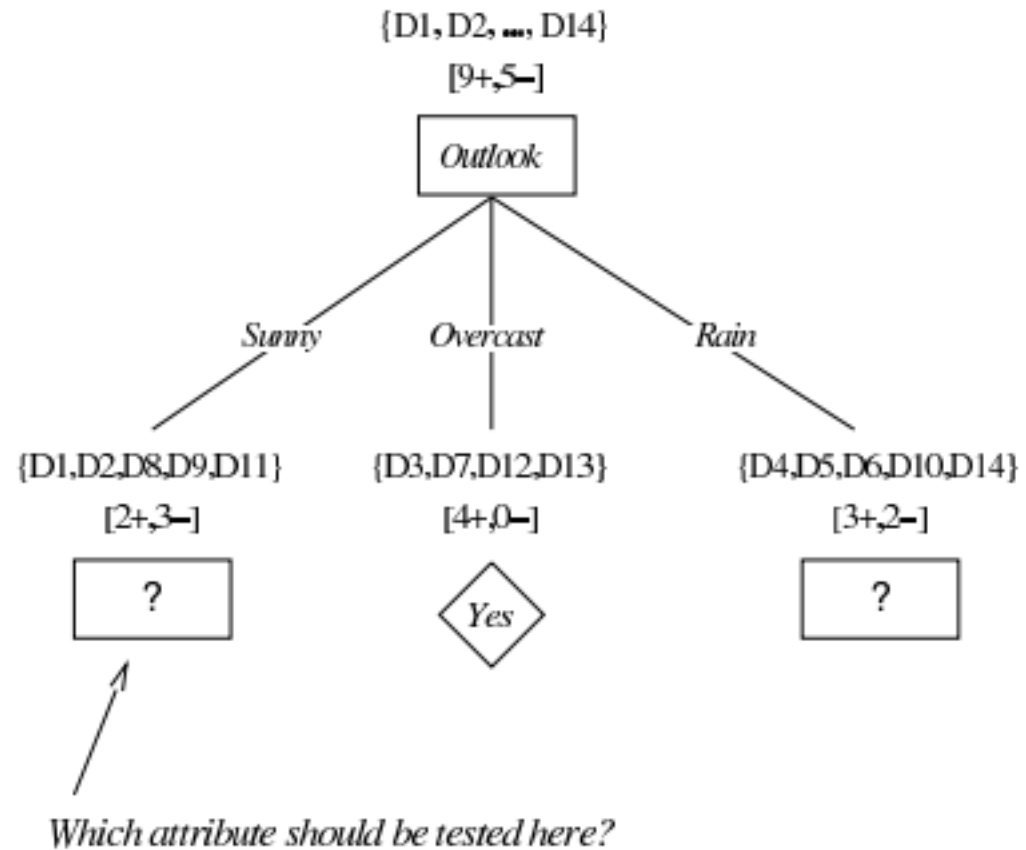 {D1, D2, ..., D14}
[9+,5−]
Outlook
Sunny Overcast Rain
{D1,D2,D8,D9,D11} {D3,D7,D12,D13} {D4,D5,D6,D10,D14}
[2+,3−] [4+,0−] [3+,2−]
? Yes ?
Which attribute should be tested here?